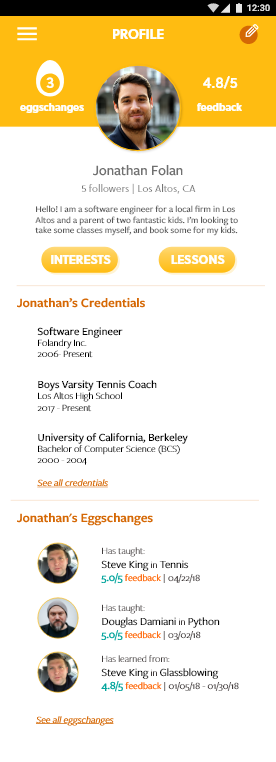 12:30
PROFILE
3
eggschanges
4.8/5
feedback
Jonathan Folan
5 followers | Los Altos, CA
Hello! I am a software engineer for a local firm in Los
Altos and a parent of two fantastic kids. I'm looking to
take some classes myself, and book some for my kids.
INTERESTS
LESSONS
Jonathan's Credentials
Software Engineer
Folandry Inc.
2006- Present
Boys Varsity Tennis Coach
Los Altos High School
2017 - Present
University of California, Berkeley
Bachelor of Computer Science (BCS)
2000 - 2004
See all credentials
Jonathan's Eggschanges
Has taught:
Steve King in Tennis
5.0/5 feedback | 04/22/18
Has taught:
Douglas Damiani in Python
5.0/5 feedback | 03/02/18
Has learned from:
Steve King in Glassblowing
4.8/5 feedback | 01/05/18 - 01/30/18
See all eggschanges